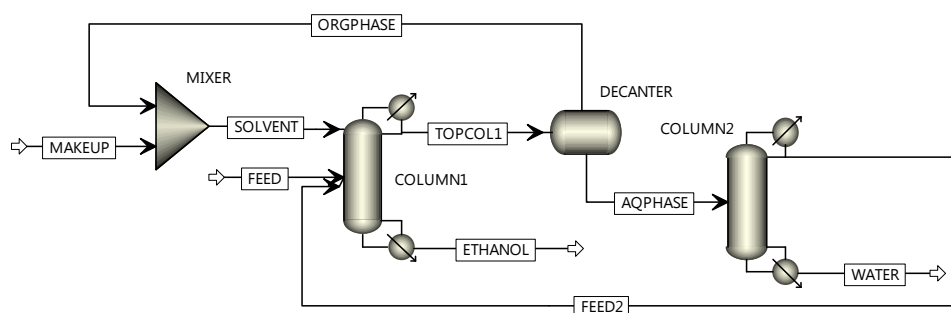 ORGPHASE
MIXER
DECANTER
SOLVENT
TOPCOL1
COLUMN2
MAKEUP
FEED
COLUMN1
AQPHASE
ETHANOL
WATER
FEED2